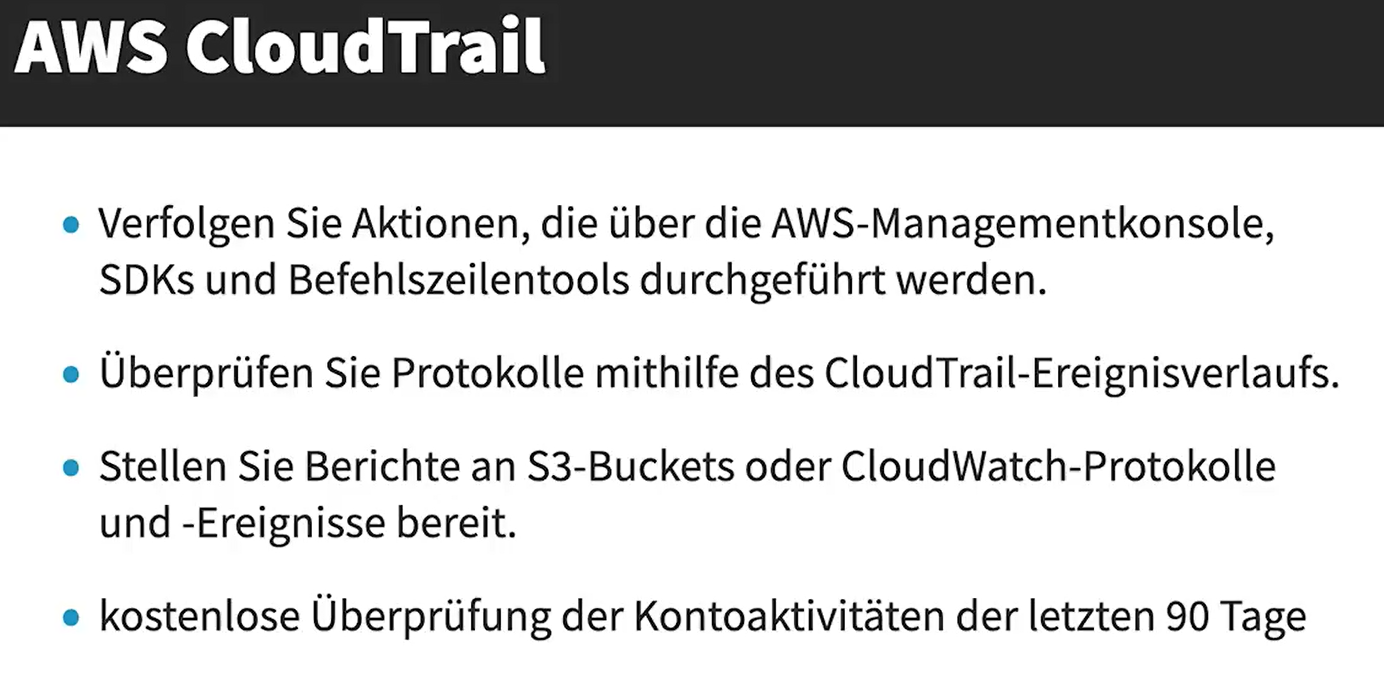 AWS CloudTrail
• Verfolgen Sie Aktionen, die über die AWS-Managementkonsole,
SDKs und Befehlszeilentools durchgeführt werden.
• Überprüfen Sie Protokolle mithilfe des CloudTrail-Ereignisverlaufs.
• Stellen Sie Berichte an S3-Buckets oder CloudWatch-Protokolle
und -Ereignisse bereit.
• kostenlose Überprüfung der Kontoaktivitäten der letzten 90 Tage